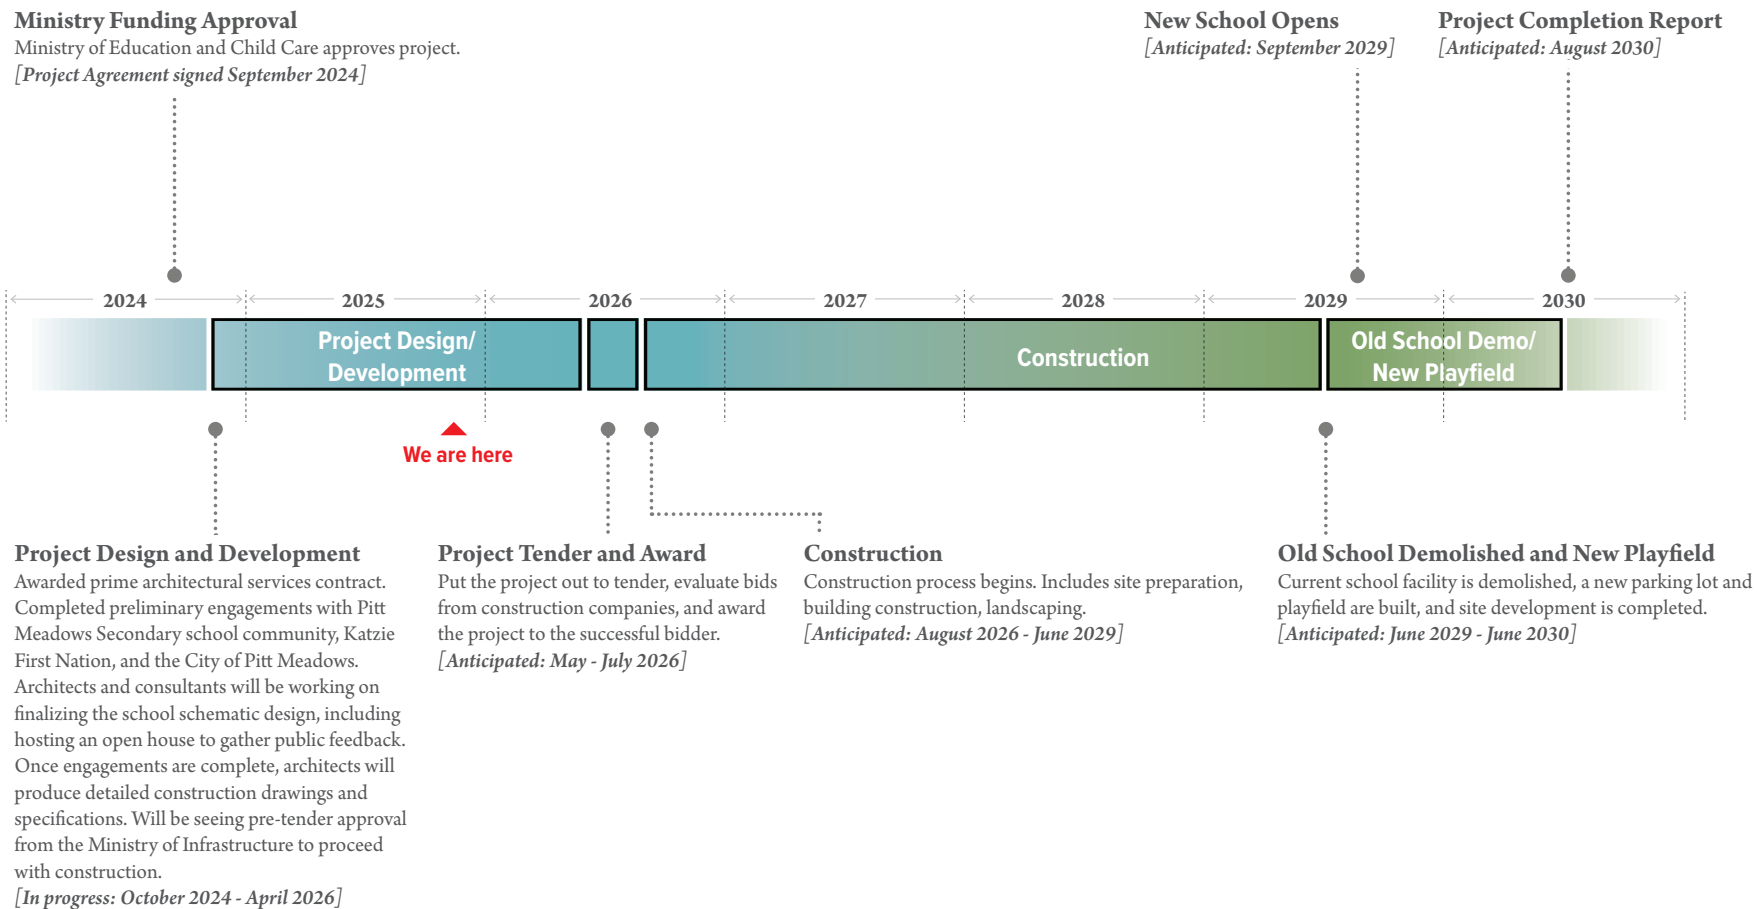 Ministry Funding Approval
Ministry of Education and Child Care approves project.
[Project Agreement signed September 2024]
New School Opens
[Anticipated: September 2029]
Project Completion Report
[Anticipated: August 2030]
2024
2025
2026
2027
2028
2029
2030
Project Design/
Development
Construction
Old School Demo/
New Playfield
We are here
Project Design and Development
Awarded prime architectural services contract.
Completed preliminary engagements with Pitt
Meadows Secondary school community, Katzie
First Nation, and the City of Pitt Meadows.
Architects and consultants will be working on
finalizing the school schematic design, including
hosting an open house to gather public feedback.
Once engagements are complete, architects will
produce detailed construction drawings and
specifications. Will be seeing pre-tender approval
from the Ministry of Infrastructure to proceed
with construction.
[In progress: October 2024 - April 2026]
Project Tender and Award
Put the project out to tender, evaluate bids
from construction companies, and award
the project to the successful bidder.
[Anticipated: May - July 2026]
Construction
Construction process begins. Includes site preparation,
building construction, landscaping.
[Anticipated: August 2026 - June 2029]
Old School Demolished and New Playfield
Current school facility is demolished, a new parking lot and
playfield are built, and site development is completed.
[Anticipated: June 2029 - June 2030]